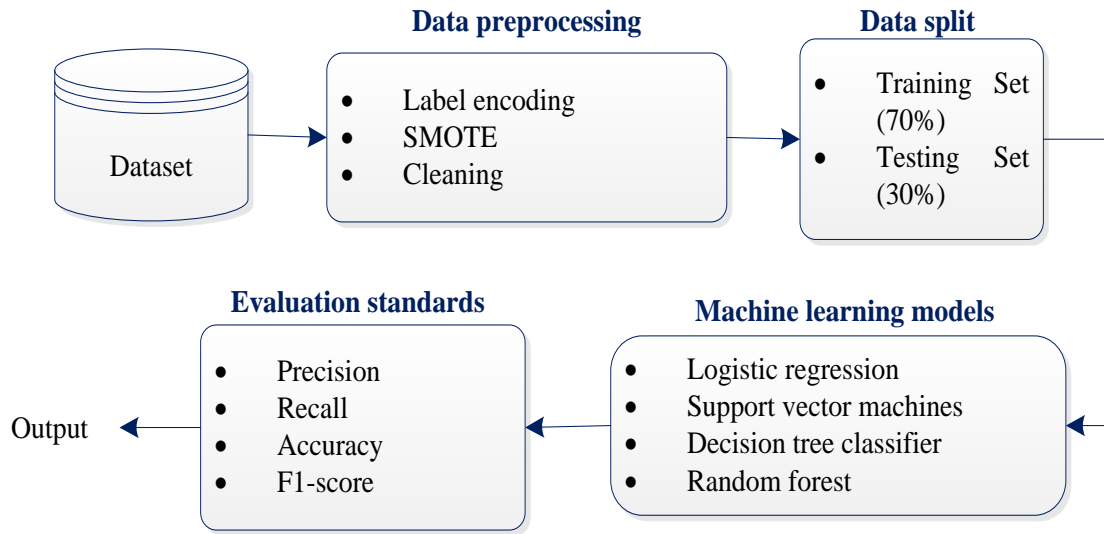 Data preprocessing
Data split
Dataset
Label encoding
SMOTE
Cleaning
Training Set
(70%)
Testing Set
(30%)
Evaluation standards
Machine learning models
Logistic regression
Support vector machines
Decision tree classifier
Random forest
Precision
Recall
Accuracy
F1-score
Output